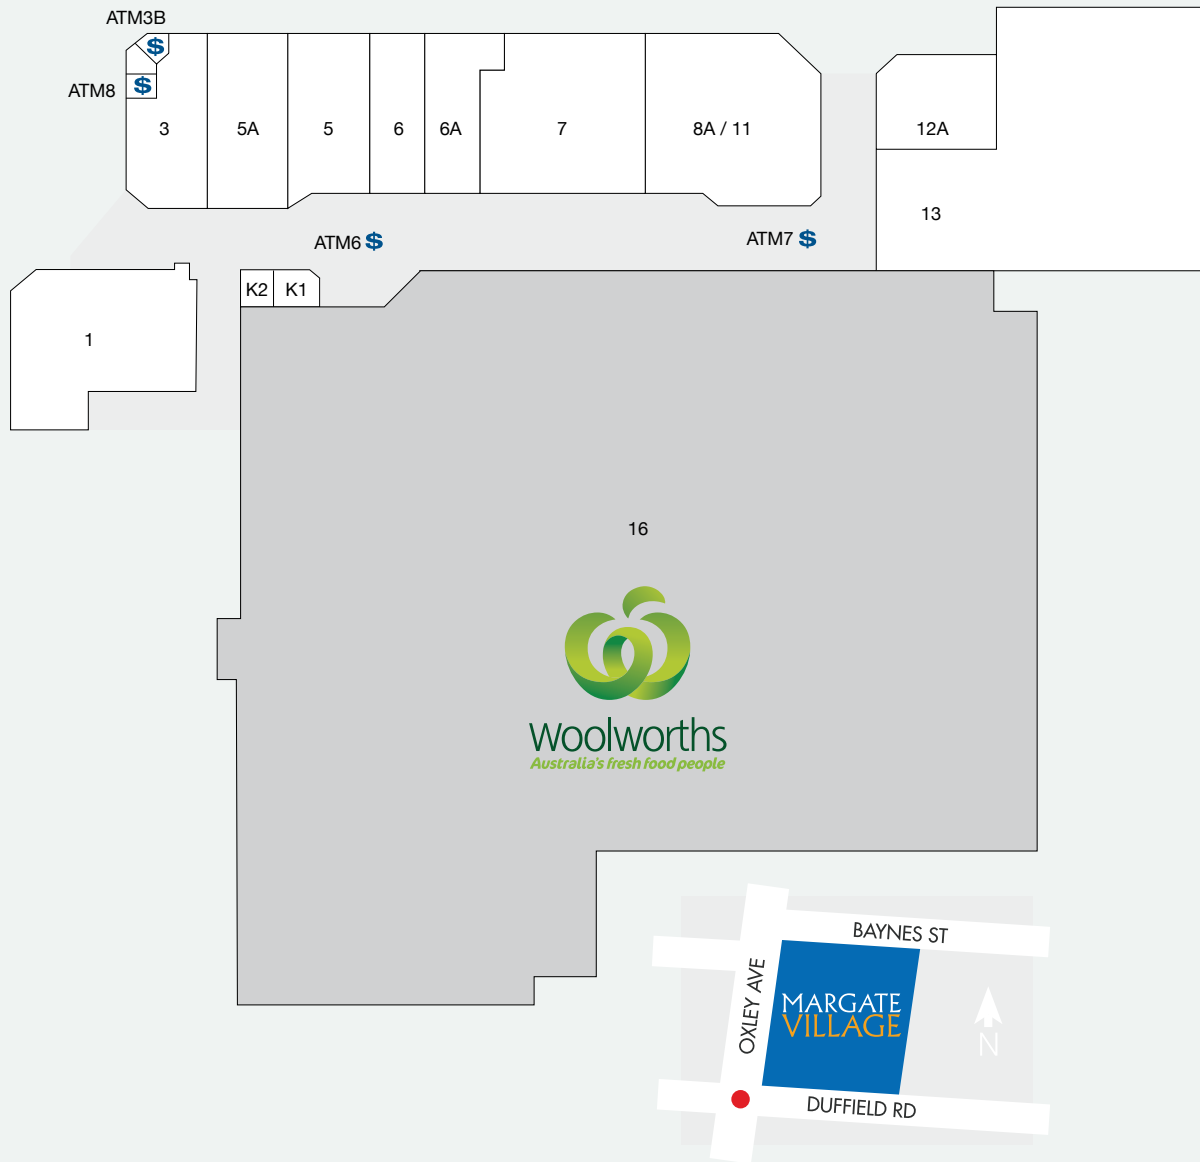 ATM3B
$
ATM8 $
3
5A
5
6
6A
7
8A / 11
12A
13
ATM6 $
ATM7 $
K2
K1
1
16
Woolworths
Australia's fresh food people
BAYNES ST
OXLEY AVE
MARGATE
VILLAGE
N
DUFFIELD RD